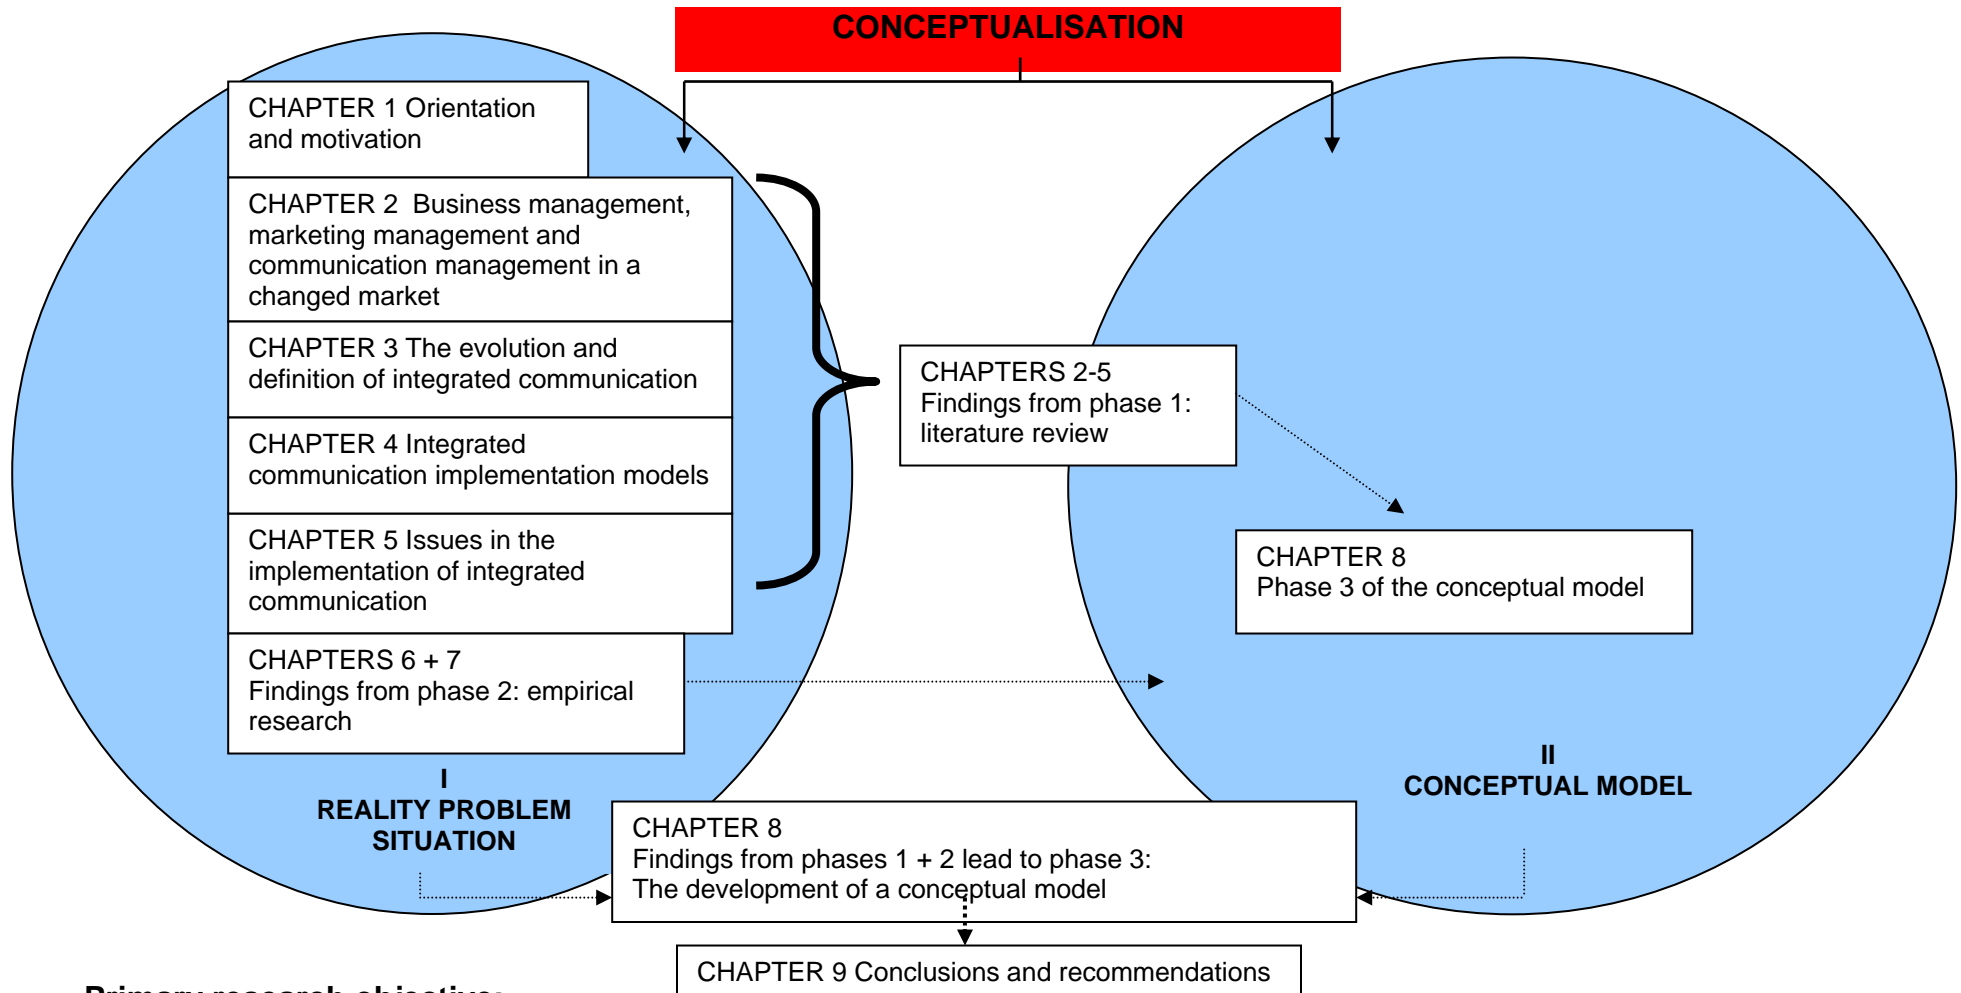 CONCEPTUALISATION
CHAPTER 1 Orientation
and motivation
CHAPTER 2  Business management,
marketing management and
communication management in a
changed market
CHAPTER 3 The evolution and
definition of integrated communication
CHAPTER 4 Integrated
communication implementation models
CHAPTER 5 Issues in the
implementation of integrated
communication
CHAPTERS 6 + 7
Findings from phase 2: empirical
research
I
REALITY PROBLEM
SITUATION
CHAPTERS 2-5
Findings from phase 1:
literature review
CHAPTER 8
Phase 3 of the conceptual model
II
CONCEPTUAL MODEL
CHAPTER 8
Findings from phases 1 + 2 lead to phase 3:
The development of a conceptual model
CHAPTER 9 Conclusions and recommendations
Primary research objective: